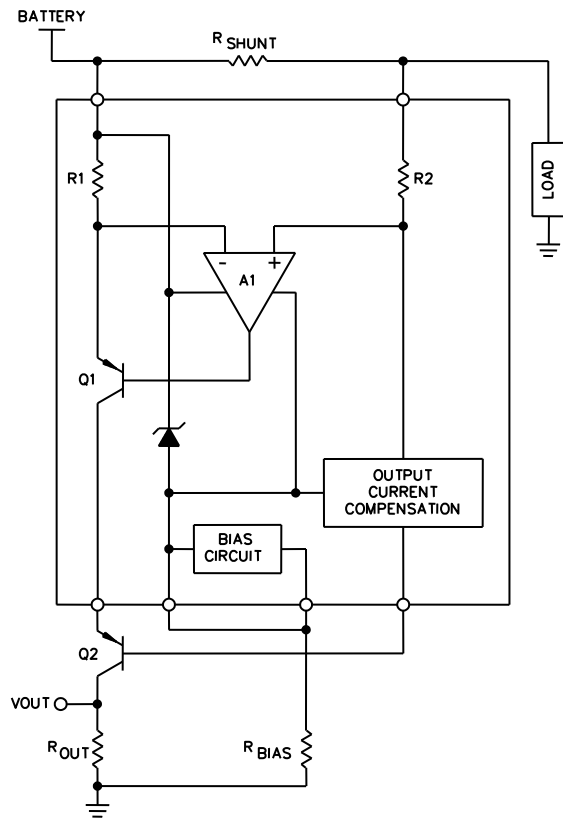 BATTERY
R SHUNT
R1
R2
LOAD
- +
A1
Q1
OUTPUT
CURRENT
COMPENSATION
BIAS
CIRCUIT
Q2
VOUT
R OUT
R BIAS